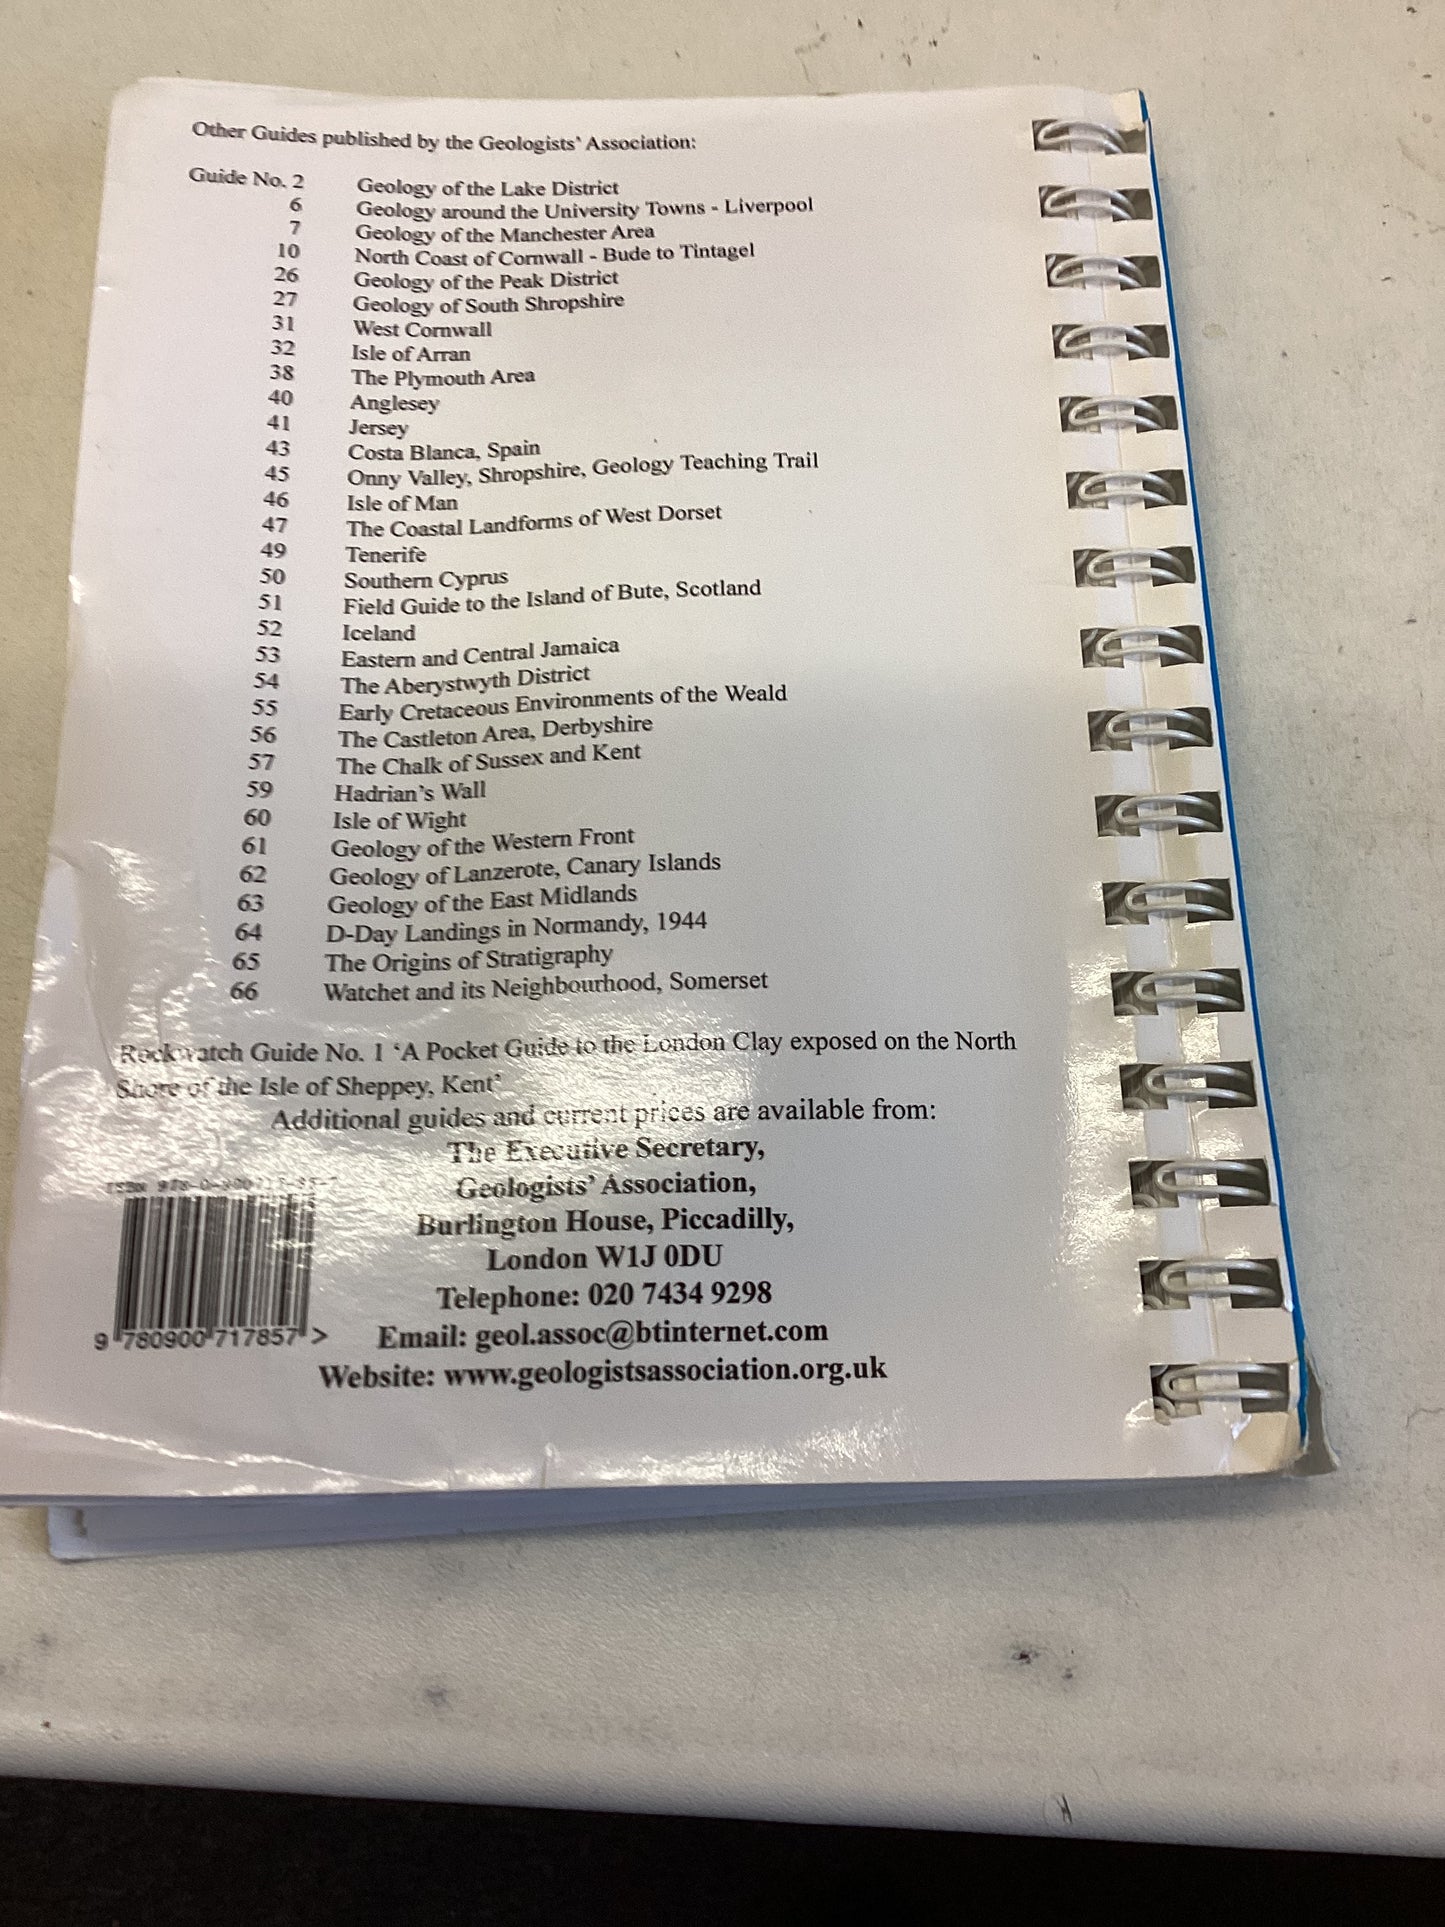 Other Guides published by the Geologists' Association:
Guide No. 2 Geology of the Lake District
6 Geology around the University Towns - Liverpool
7 Geology of the Manchester Area
10 North Coast of Cornwall - Bude to Tintagel
26 Geology of the Peak District
27 Geology of South Shropshire
31 West Cornwall
32 Isle of Arran
38 The Plymouth Area
40 Anglesey
41 Jersey
43 Costa Blanca, Spain
45 Onny Valley, Shropshire, Geology Teaching Trail
46 Isle of Man
47 The Coastal Landforms of West Dorset
49 Tenerife
50 Southern Cyprus
51 Field Guide to the Island of Bute, Scotland
52 Iceland
53 Eastern and Central Jamaica
54 The Aberystwyth District
55 Early Cretaceous Environments of the Weald
56 The Castleton Area, Derbyshire
57 The Chalk of Sussex and Kent
59 Hadrian's Wall
60 Isle of Wight
61 Geology of the Western Front
62 Geology of Lanzerote, Canary Islands
63 Geology of the East Midlands
64 D-Day Landings in Normandy, 1944
65 The Origins of Stratigraphy
66 Watchet and its Neighbourhood, Somerset
Rockwatch Guide No. 1 'A Pocket Guide to the London Clay exposed on the North
Shore of the Isle of Sheppey, Kent'
Additional guides and current prices are available from:
The Executive Secretary,
Geologists' Association,
Burlington House, Piccadilly,
London W1J 0DU
Telephone: 020 7434 9298
Email: geol.assoc@btinternet.com
Website: www.geologistsassociation.org.uk
ISBN
9 780900 717857 >